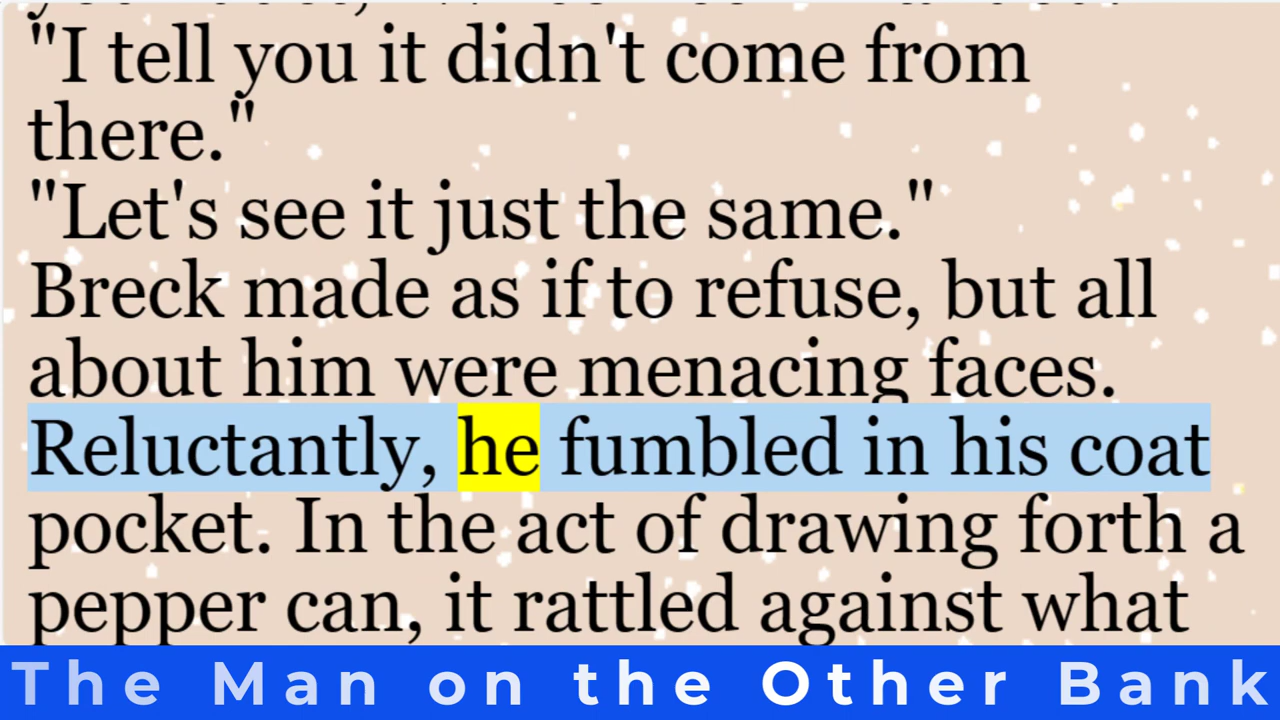 "I tell you it didn't come from
there."
"Let's see it just the same."
Breck made as if to refuse, but all
about him were menacing faces.
Reluctantly, he fumbled in his coat
pocket. In the act of drawing forth a
pepper can, it rattled against what
The Man on the Other Bank